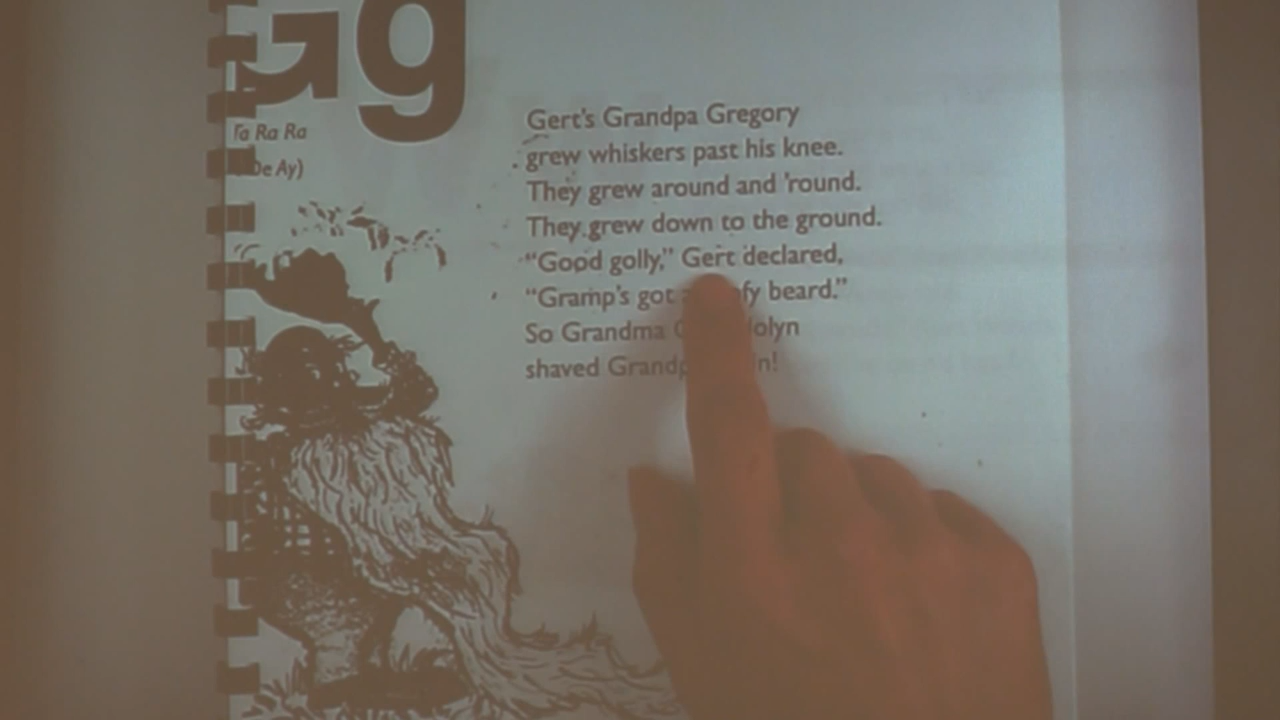 Gg
Ta Ra Ra
De Ay)
Gert's Grandpa Gregory
grew whiskers past his knee.
They grew around and 'round.
They grew down to the ground.
“Good golly,” Gert declared,
“Gramp's got beard.”
So Grandma
shaved